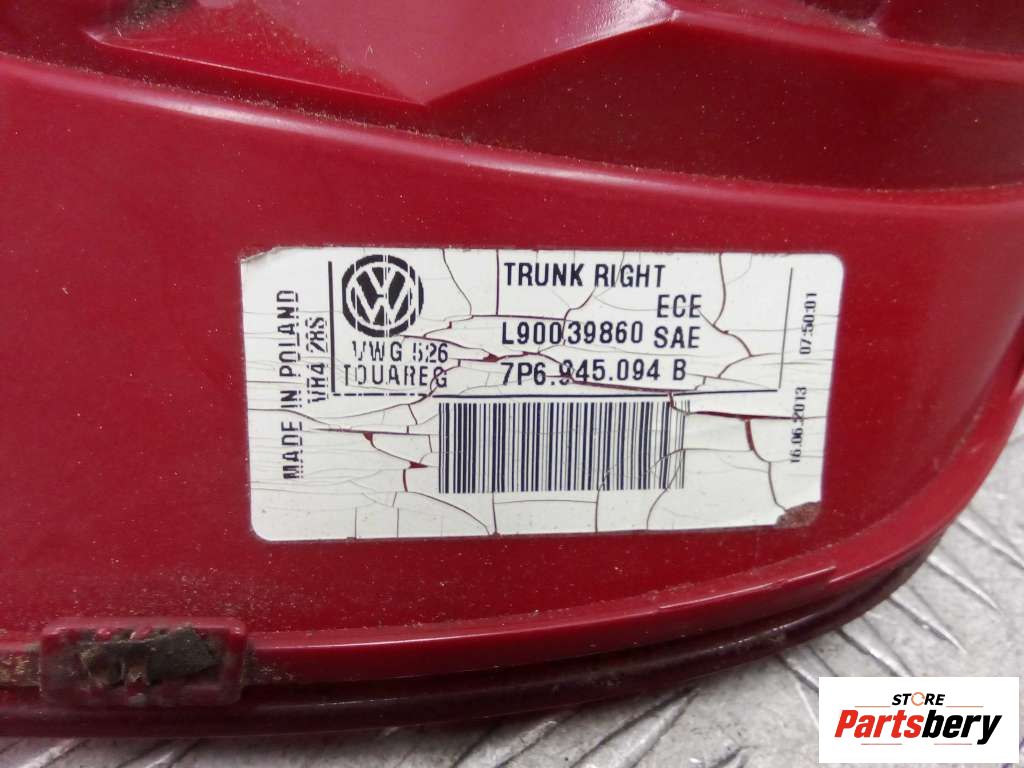 MADE IN POLAND
VH4 28S
VWG 526
TOUAREG
TRUNK RIGHT
ECE
L90039860 SAE
7P6.945.094 B
16.06.2013
07:50:01
STORE
Partsbery